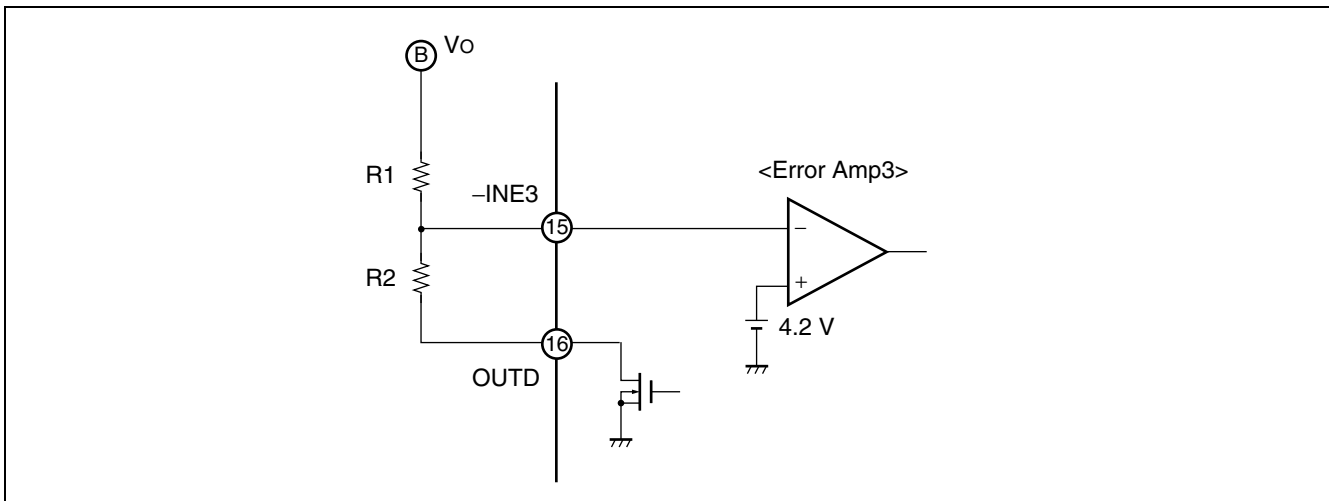 B
Vo
R1
–INE3
15
<Error Amp3>
−
+
4.2 V
R2
16
OUTD